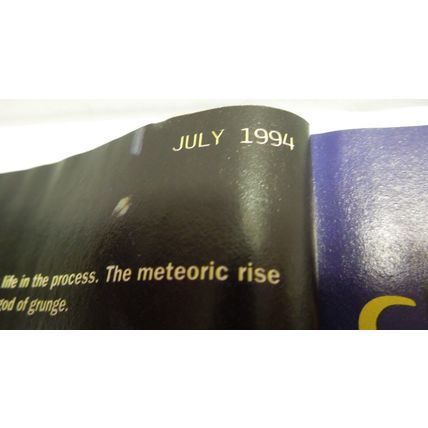 JULY 1994
life in the process. The meteoric rise
god of grunge.